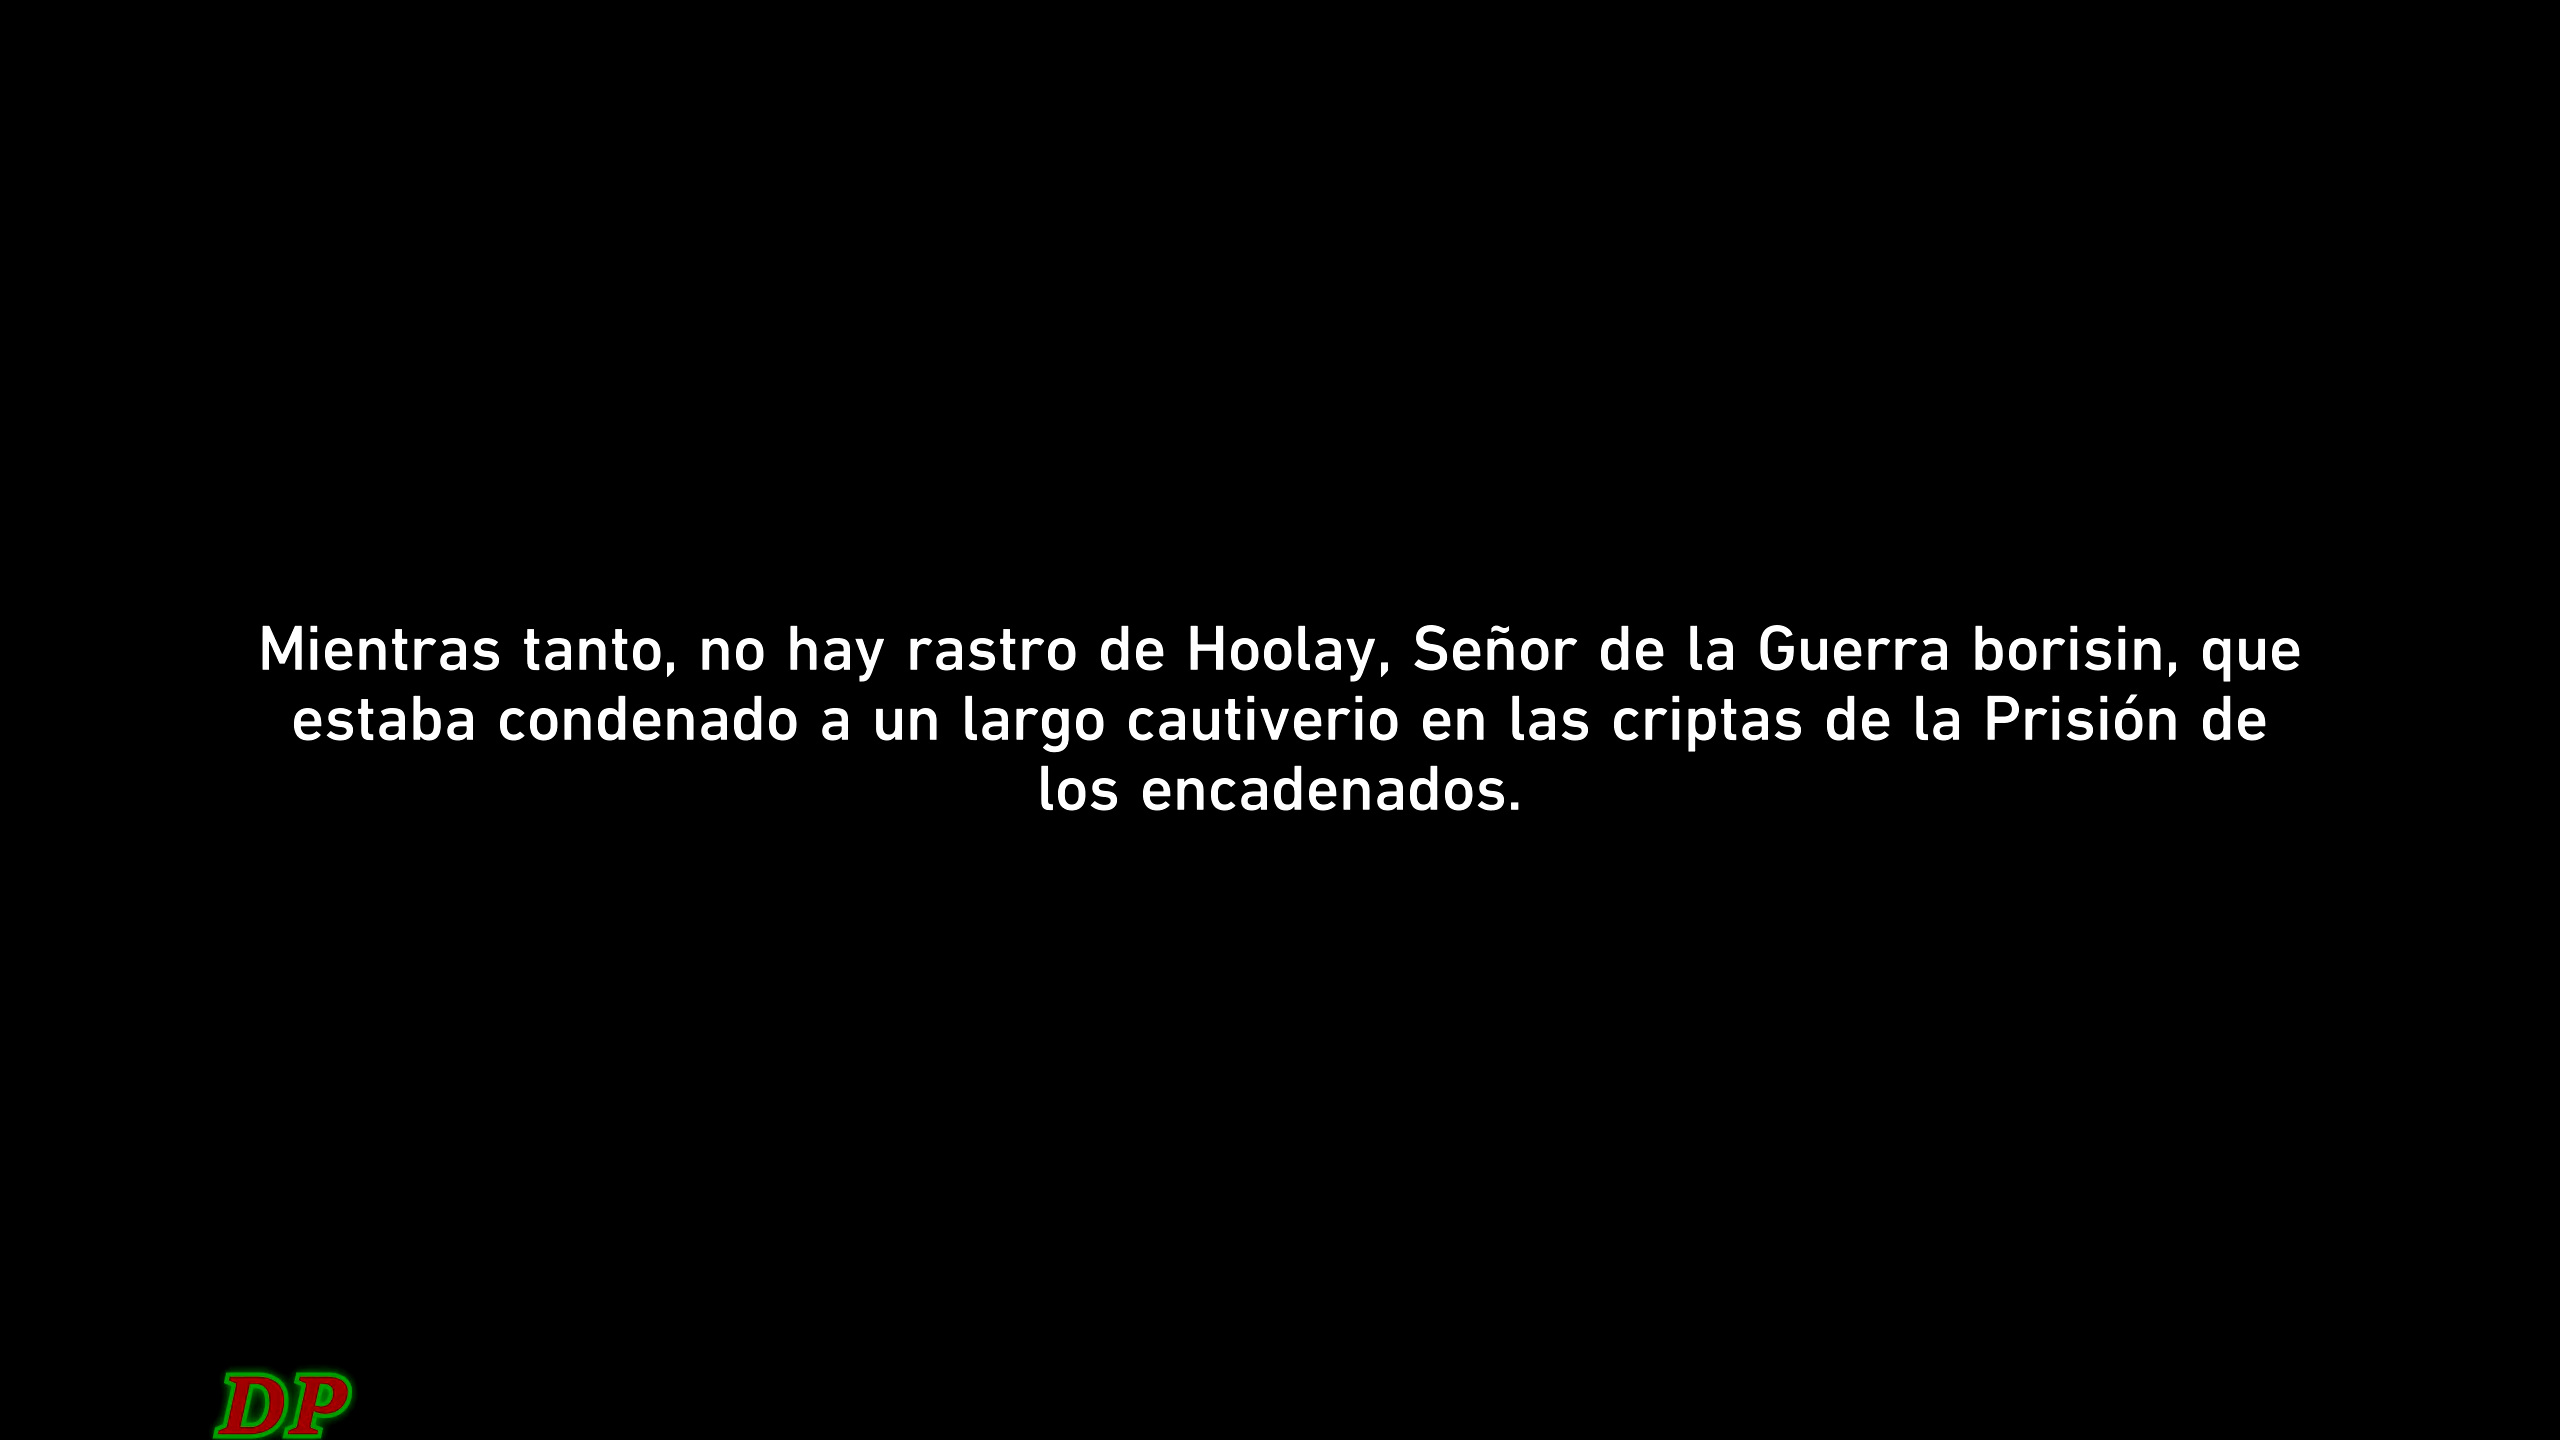 Mientras tanto, no hay rastro de Hoolay, Señor de la Guerra borisin, que
estaba condenado a un largo cautiverio en las criptas de la Prisión de
los encadenados.
DP